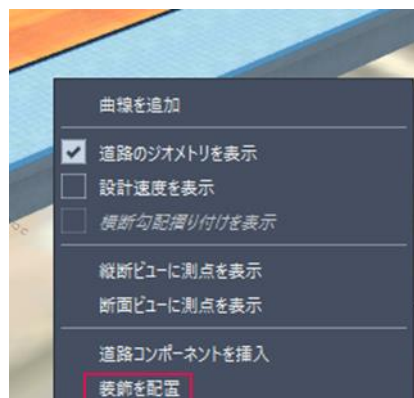 曲線を追加
道路のジオメトリを表示
設計速度を表示
横断勾配摺り付けを表示
縦断ビューに測点を表示
断面ビューに測点を表示
道路コンポーネントを挿入
装飾を配置